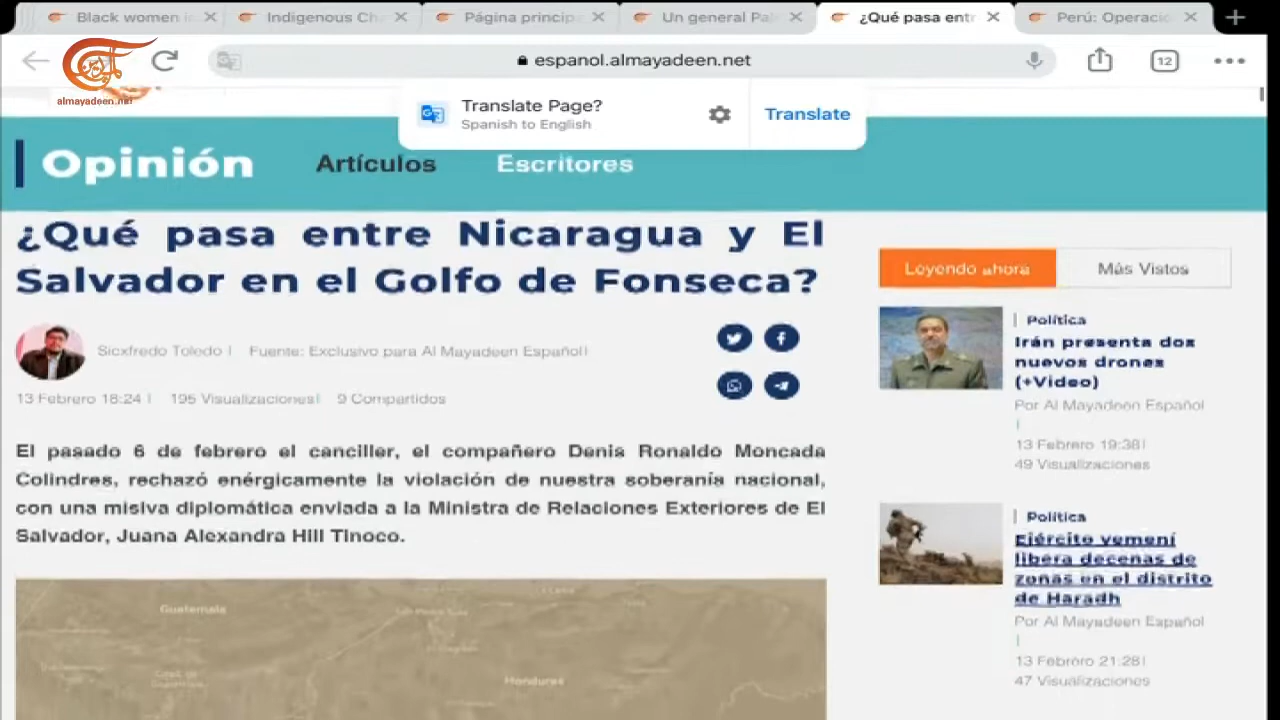 Black women i
Indigenous Ch
Página princip
Un general Pal
¿Qué pasa entr
Perú: Operaci
almayadeen.net
espanol.almayadeen.net
12
Translate Page?
Spanish to English
Translate
Opinión
Artículos
Escritores
¿Qué pasa entre Nicaragua y El
Salvador en el Golfo de Fonseca?
Sicxfredo Toledo |
Fuente: Exclusivo para Al Mayadeen Español|
13 Febrero 18:24 |
195 Visualizaciones|
9 Compartidos
El pasado 6 de febrero el canciller, el compañero Denis Ronaldo Moncada
Colindres, rechazó enérgicamente la violación de nuestra soberanía nacional,
con una misiva diplomática enviada a la Ministra de Relaciones Exteriores de El
Salvador, Juana Alexandra Hill Tinoco.
Guatemala
Honduras
Leyendo ahora
Más Vistos
| Política
Irán presenta dos
nuevos drones
(+Video)
Por Al Mayadeen Español
|
13 Febrero 19:38|
49 Visualizaciones
| Política
Ejército yemení
libera decenas de
zonas en el distrito
de Haradh
Por Al Mayadeen Español
|
13 Febrero 21:28|
47 Visualizaciones